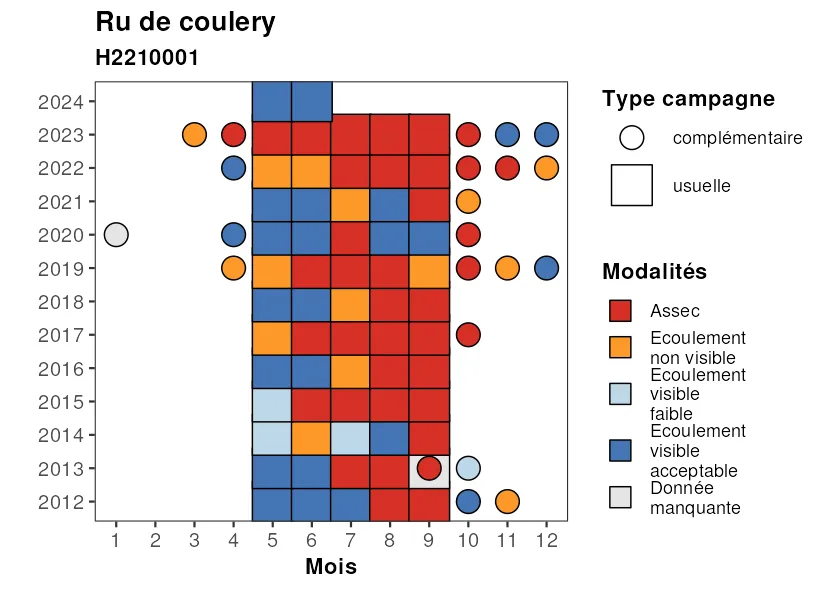 Ru de coulery
H2210001
2024
2023
2022
2021
2020
2019
2018
2017
2016
2015
2014
2013
2012
1 2 3 4 5 6 7 8 9 10 11 12
Mois
Type campagne
complémentaire
usuelle
Modalités
Assec
Ecoulement
non visible
Ecoulement
visible
faible
Ecoulement
visible
acceptable
Donnée
manquante